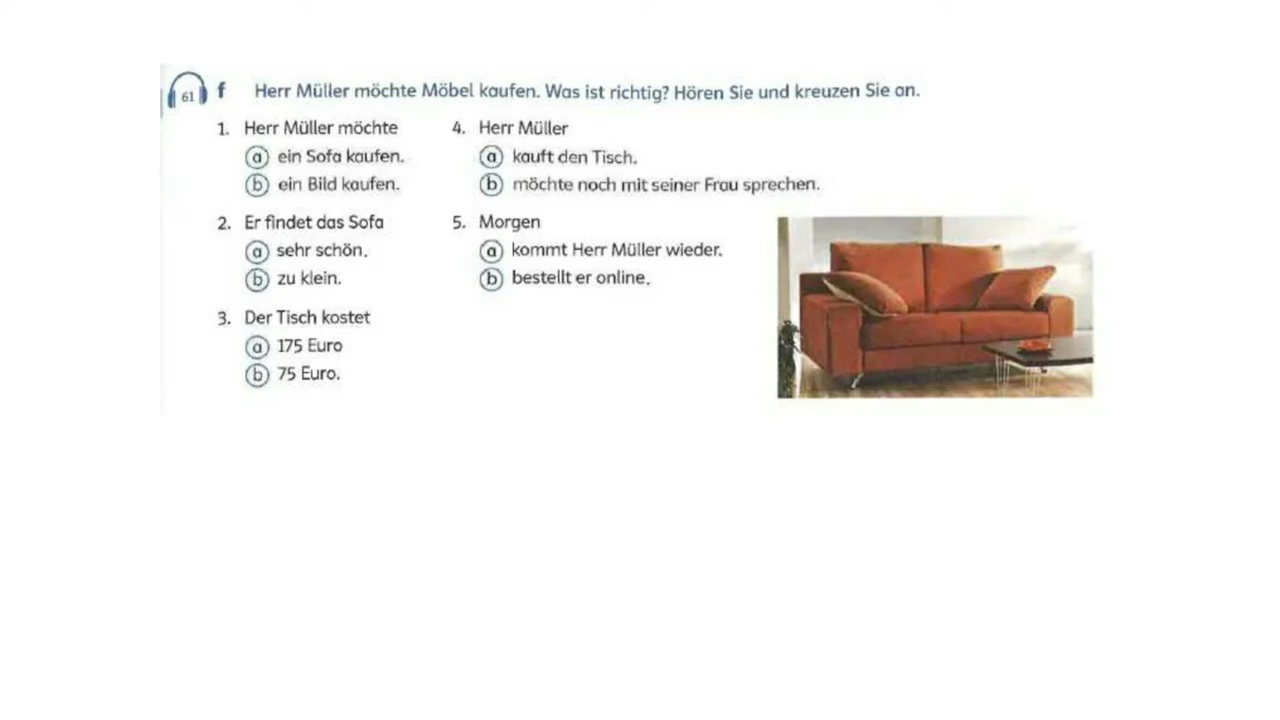 61 f Herr Müller möchte Möbel kaufen. Was ist richtig? Hören Sie und kreuzen Sie an.
1. Herr Müller möchte
a ein Sofa kaufen.
b ein Bild kaufen.
2. Er findet das Sofa
a sehr schön.
b zu klein.
3. Der Tisch kostet
a 175 Euro
b 75 Euro.
4. Herr Müller
a kauft den Tisch.
b möchte noch mit seiner Frau sprechen.
5. Morgen
a kommt Herr Müller wieder.
b bestellt er online.